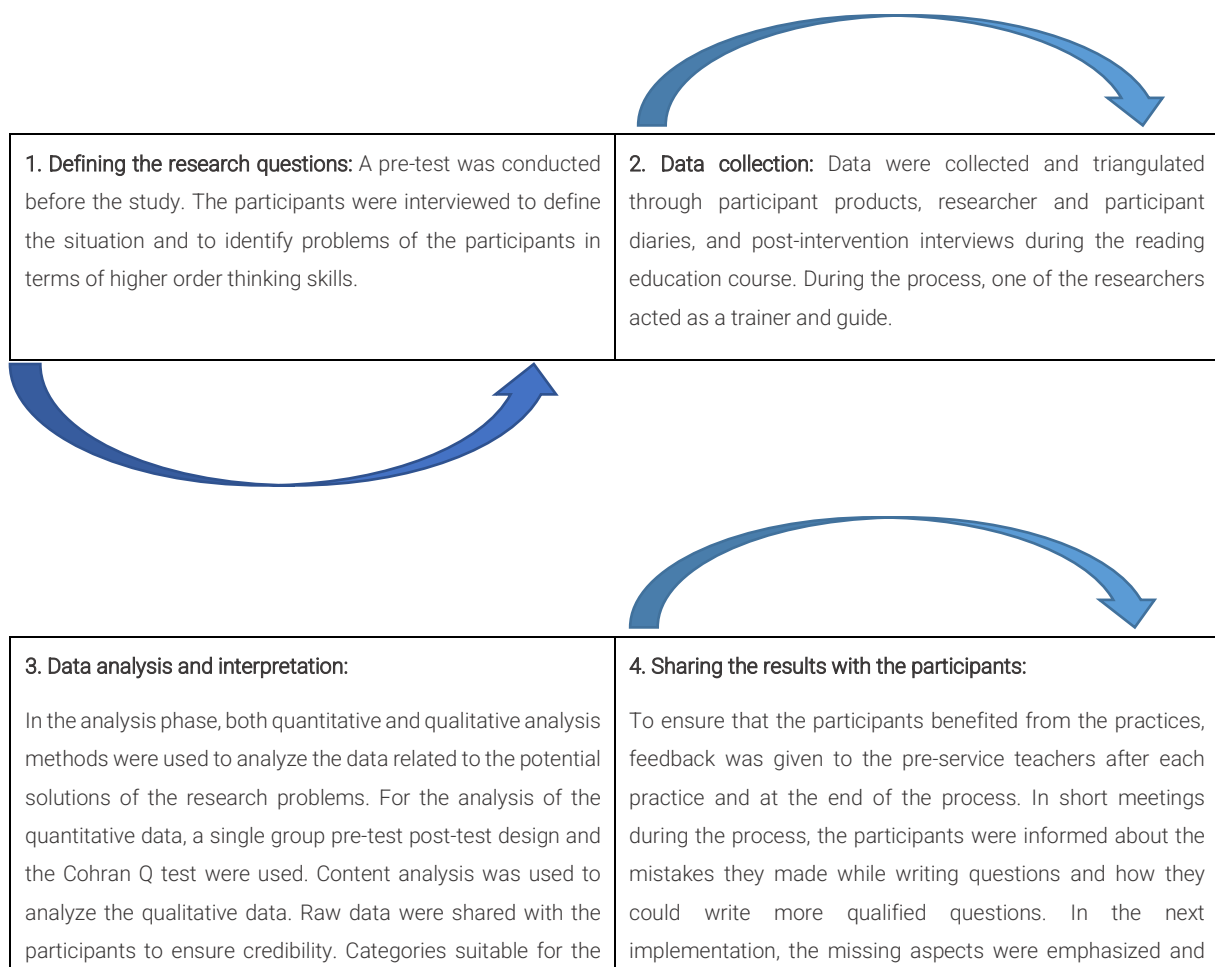 1. Defining the research questions: A pre-test was conducted
before the study. The participants were interviewed to define
the situation and to identify problems of the participants in
terms of higher order thinking skills.
2. Data collection: Data were collected and triangulated
through participant products, researcher and participant
diaries, and post-intervention interviews during the reading
education course. During the process, one of the researchers
acted as a trainer and guide.
3. Data analysis and interpretation:
In the analysis phase, both quantitative and qualitative analysis
methods were used to analyze the data related to the potential
solutions of the research problems. For the analysis of the
quantitative data, a single group pre-test post-test design and
the Cohran Q test were used. Content analysis was used to
analyze the qualitative data. Raw data were shared with the
participants to ensure credibility. Categories suitable for the
4. Sharing the results with the participants:
To ensure that the participants benefited from the practices,
feedback was given to the pre-service teachers after each
practice and at the end of the process. In short meetings
during the process, the participants were informed about the
mistakes they made while writing questions and how they
could write more qualified questions. In the next
implementation, the missing aspects were emphasized and